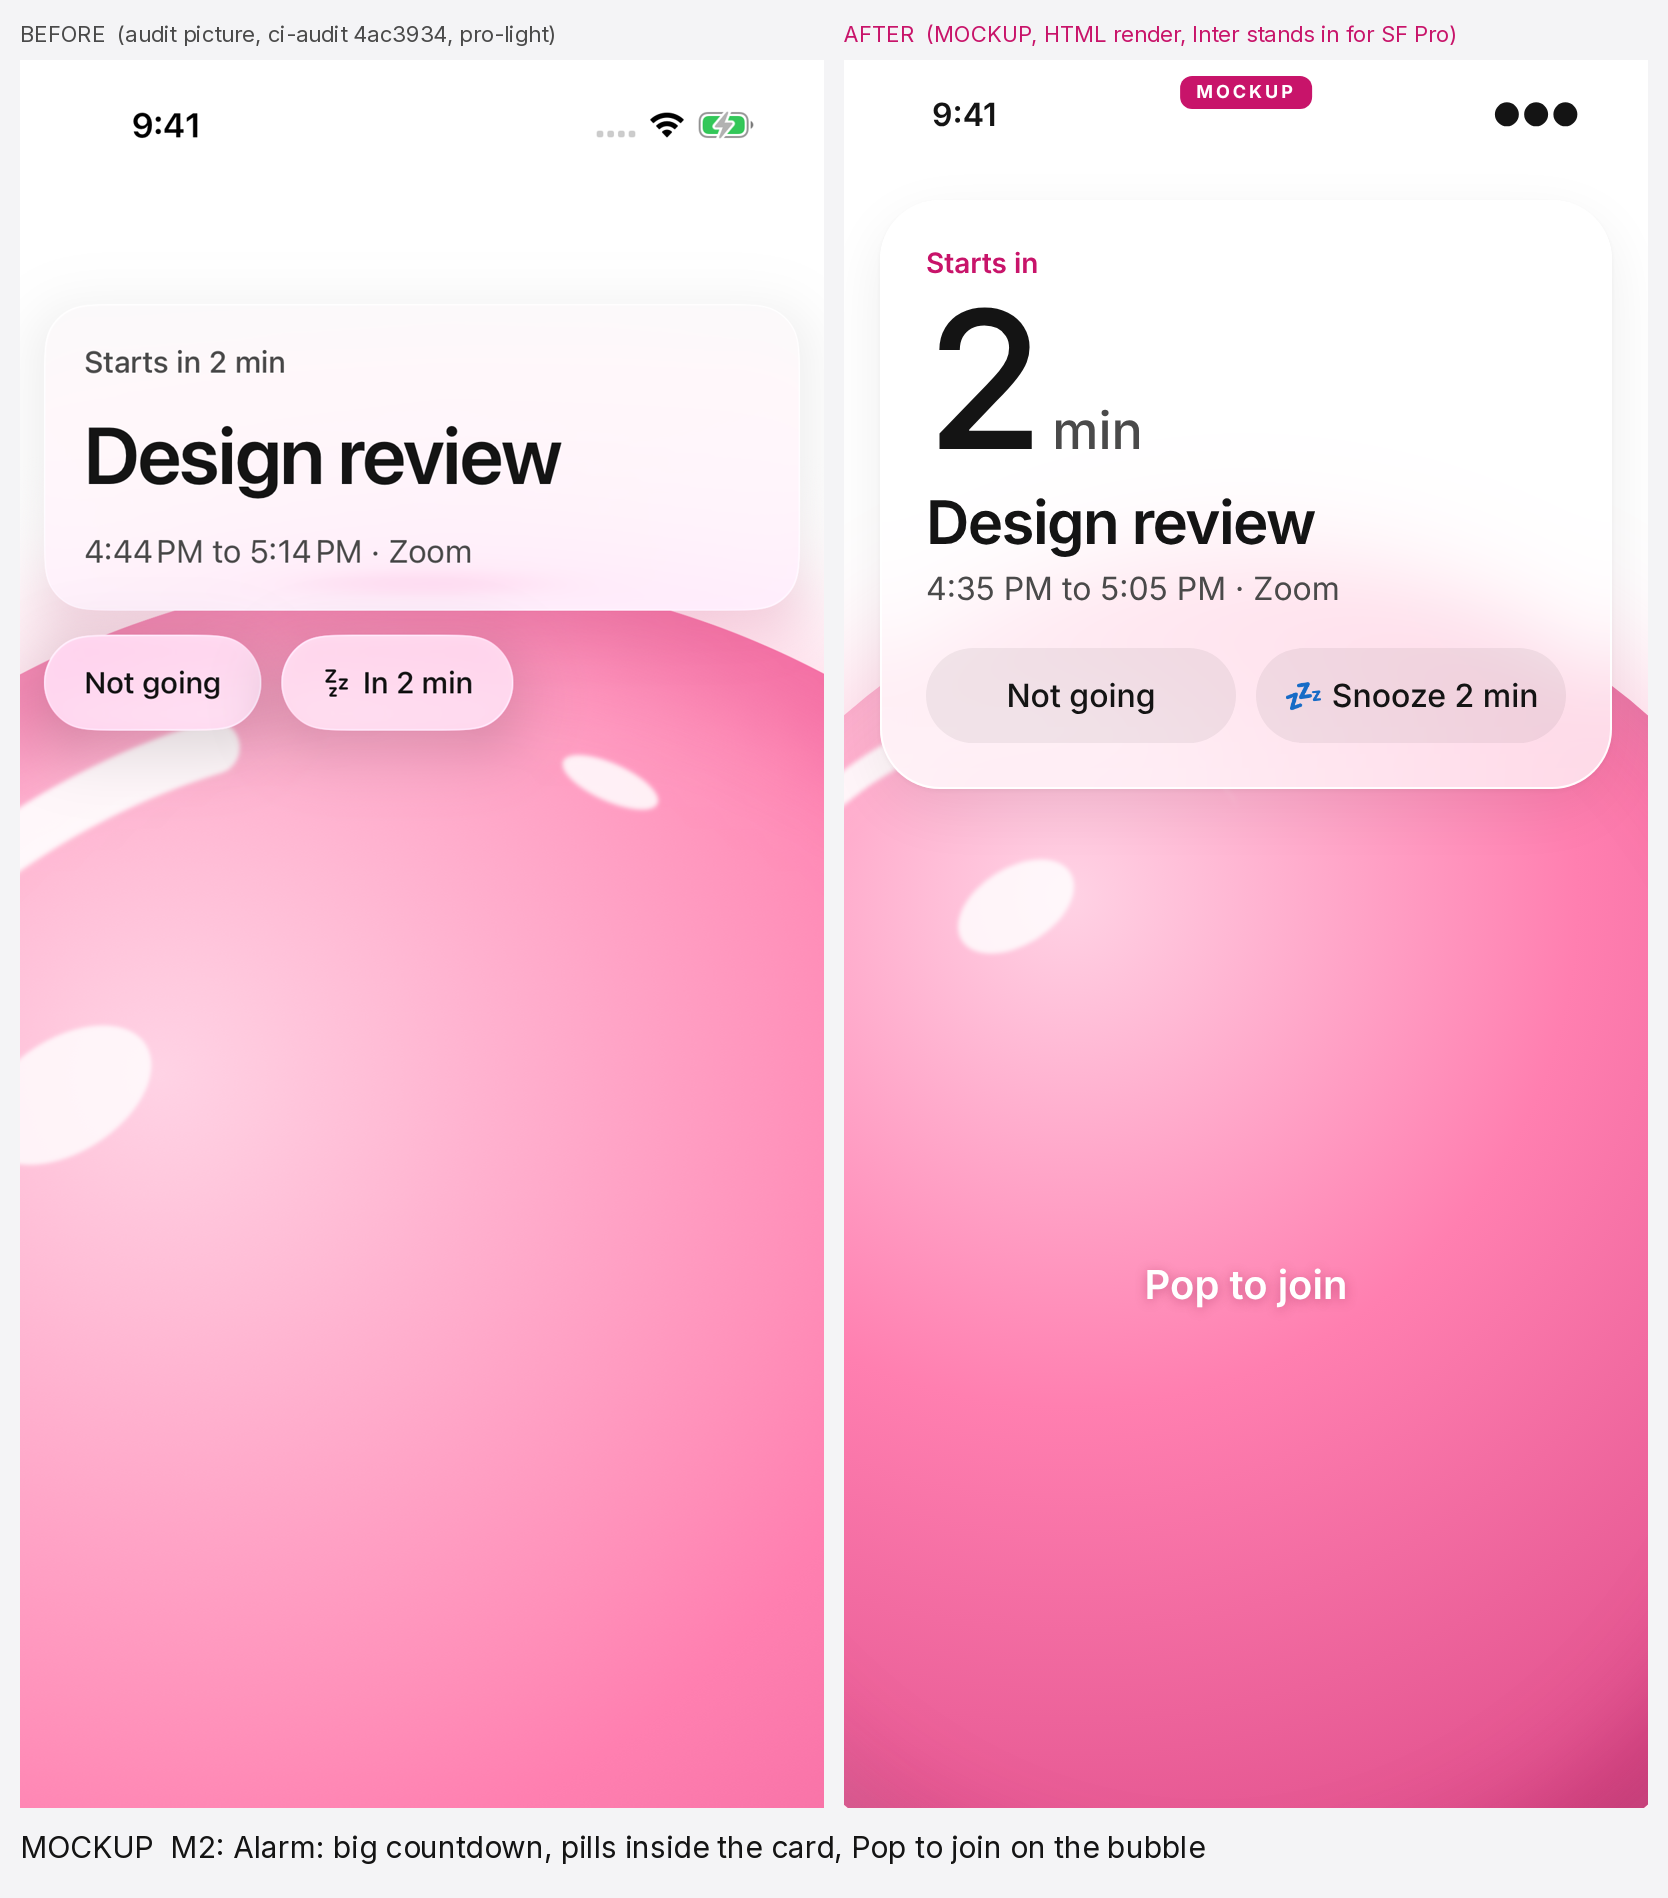 BEFORE (audit picture, ci-audit 4ac3934, pro-light)
9:41
Starts in 2 min
Design review
4:44 PM to 5:14 PM · Zoom
Not going
zzz In 2 min
AFTER (MOCKUP, HTML render, Inter stands in for SF Pro)
MOCKUP
9:41
Starts in
2 min
Design review
4:35 PM to 5:05 PM · Zoom
Not going
💤 Snooze 2 min
Pop to join
MOCKUP M2: Alarm: big countdown, pills inside the card, Pop to join on the bubble